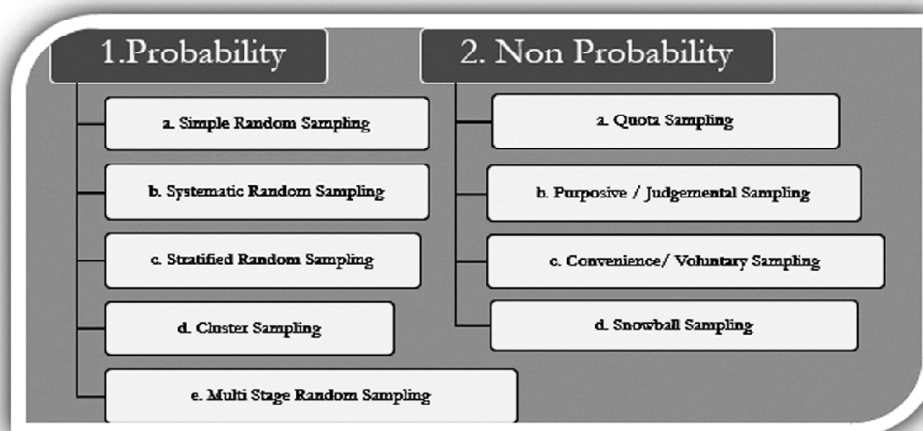 1.Probability
a. Simple Random Sampling
b. Systematic Random Sampling
c. Stratified Random Sampling
d. Cluster Sampling
e. Multi Stage Random Sampling
2. Non Probability
a. Quota Sampling
b. Purposive / Judgemental Sampling
c. Convenience/ Voluntary Sampling
d. Snowball Sampling